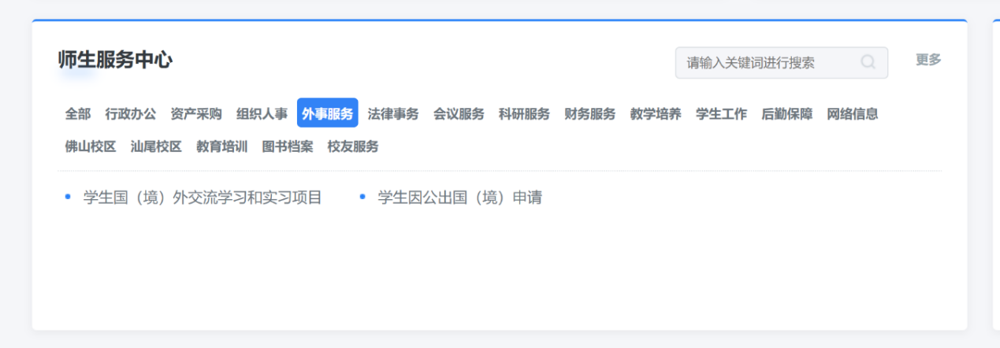 师生服务中心 请输入关键词进行搜索 更多
全部 行政办公 资产采购 组织人事 外事服务 法律事务 会议服务 科研服务 财务服务 教学培养 学生工作 后勤保障 网络信息
佛山校区 汕尾校区 教育培训 图书档案 校友服务
• 学生国（境）外交流学习和实习项目 • 学生因公出国（境）申请